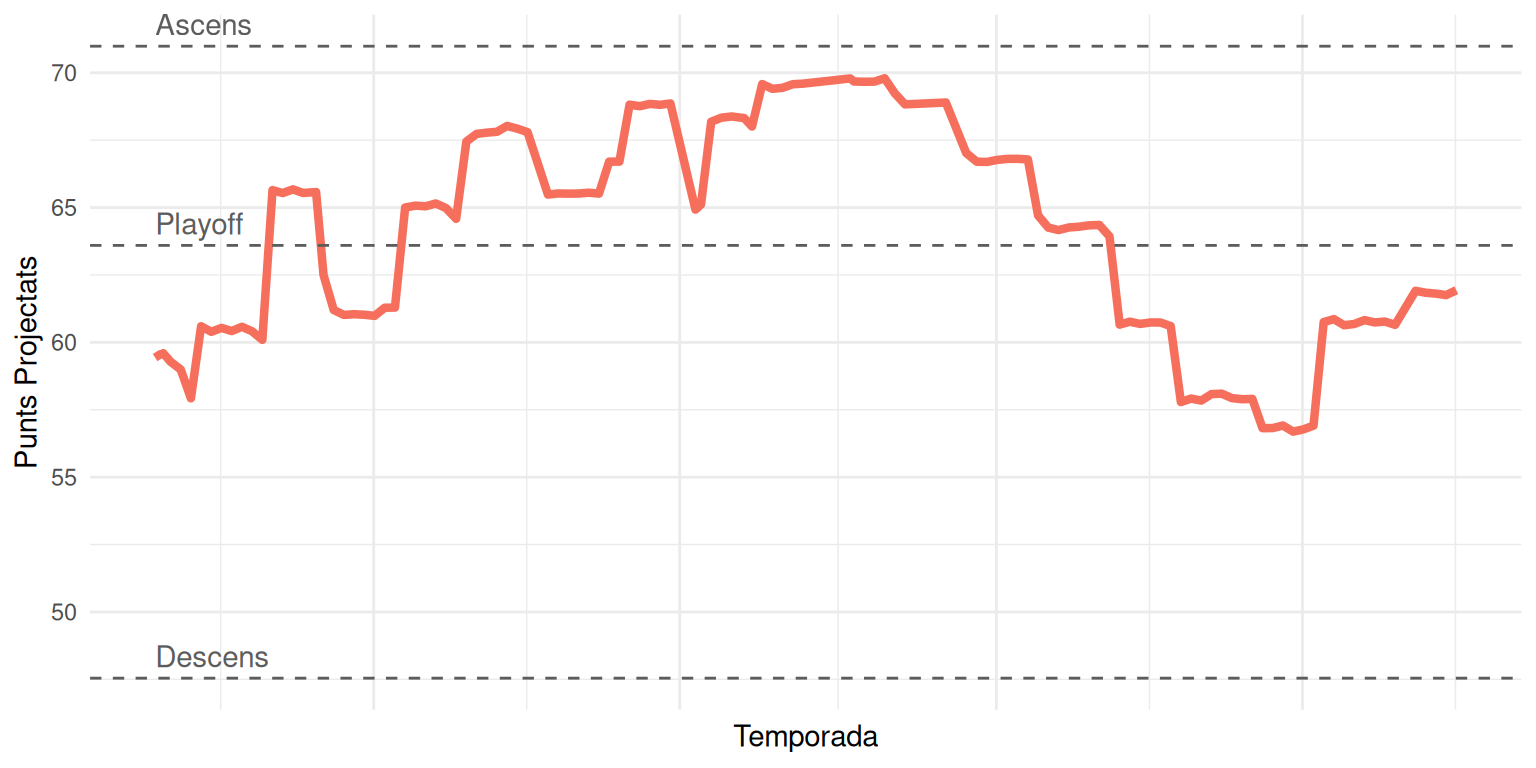 Ascens
70
65
Playoff
Punts Projectats
60
55
50
Descens
Temporada